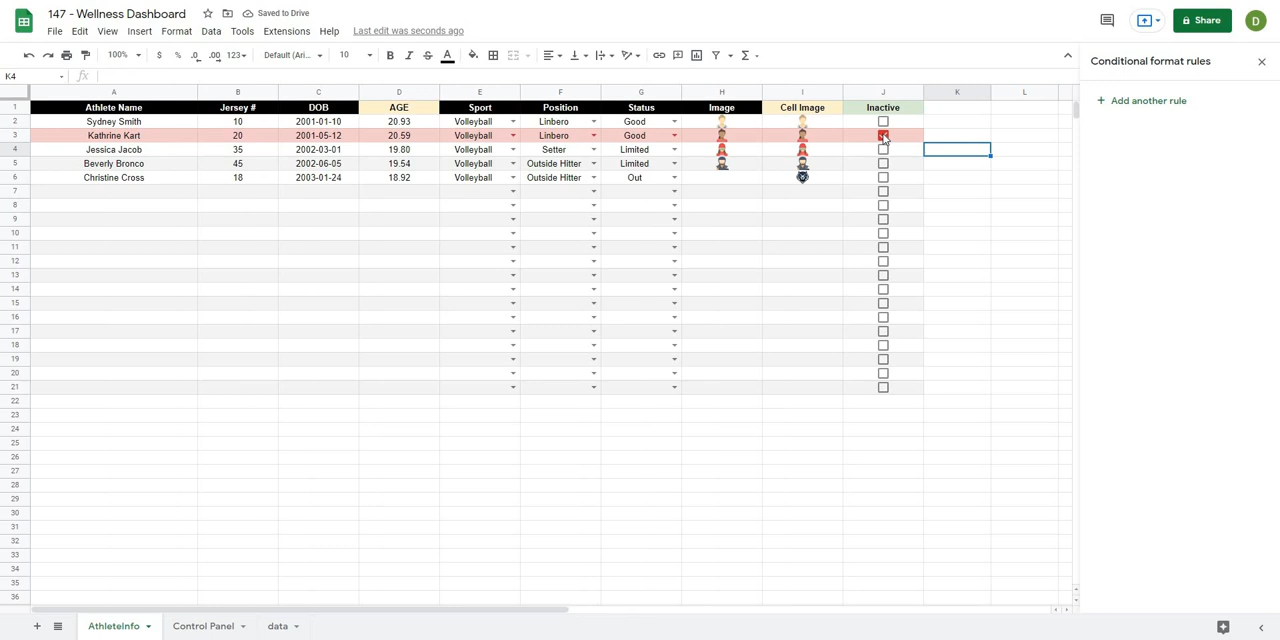 147 - Wellness Dashboard Saved to Drive
File Edit View Insert Format Data Tools Extensions Help Last edit was seconds ago
Share D
100% $ % .0 .00 123 Default (Ari... 10 B I S A
Conditional format rules
K4 fx
+ Add another rule
A B C D E F G H I J K L
1 Athlete Name Jersey # DOB AGE Sport Position Status Image Cell Image Inactive
2 Sydney Smith 10 2001-01-10 20.93 Volleyball Linbero Good
3 Kathrine Kart 20 2001-05-12 20.59 Volleyball Linbero Good
4 Jessica Jacob 35 2002-03-01 19.80 Volleyball Setter Limited
5 Beverly Bronco 45 2002-06-05 19.54 Volleyball Outside Hitter Limited
6 Christine Cross 18 2003-01-24 18.92 Volleyball Outside Hitter Out
7
8
9
10
11
12
13
14
15
16
17
18
19
20
21
22
23
24
25
26
27
28
29
30
31
32
33
34
35
36
AthleteInfo Control Panel data